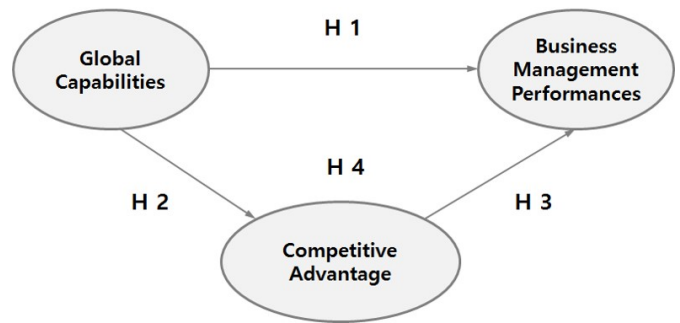 H 1
Global
Capabilities
Business
Management
Performances
H 4
H 2
H 3
Competitive
Advantage